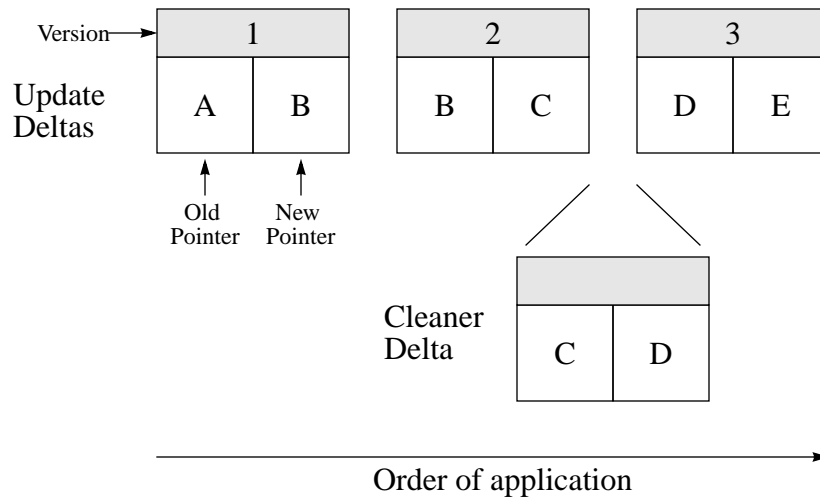 Version
1
2
3
Update
Deltas
A
B
B
C
D
E
Old
Pointer
New
Pointer
Cleaner
Delta
C
D
Order of application